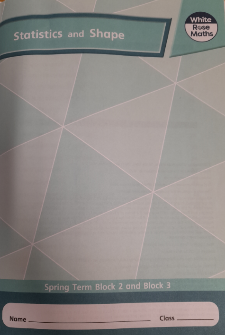 Statistics and Shape
White
Rose
Maths
Spring Term Block 2 and Block 3
Name
Class